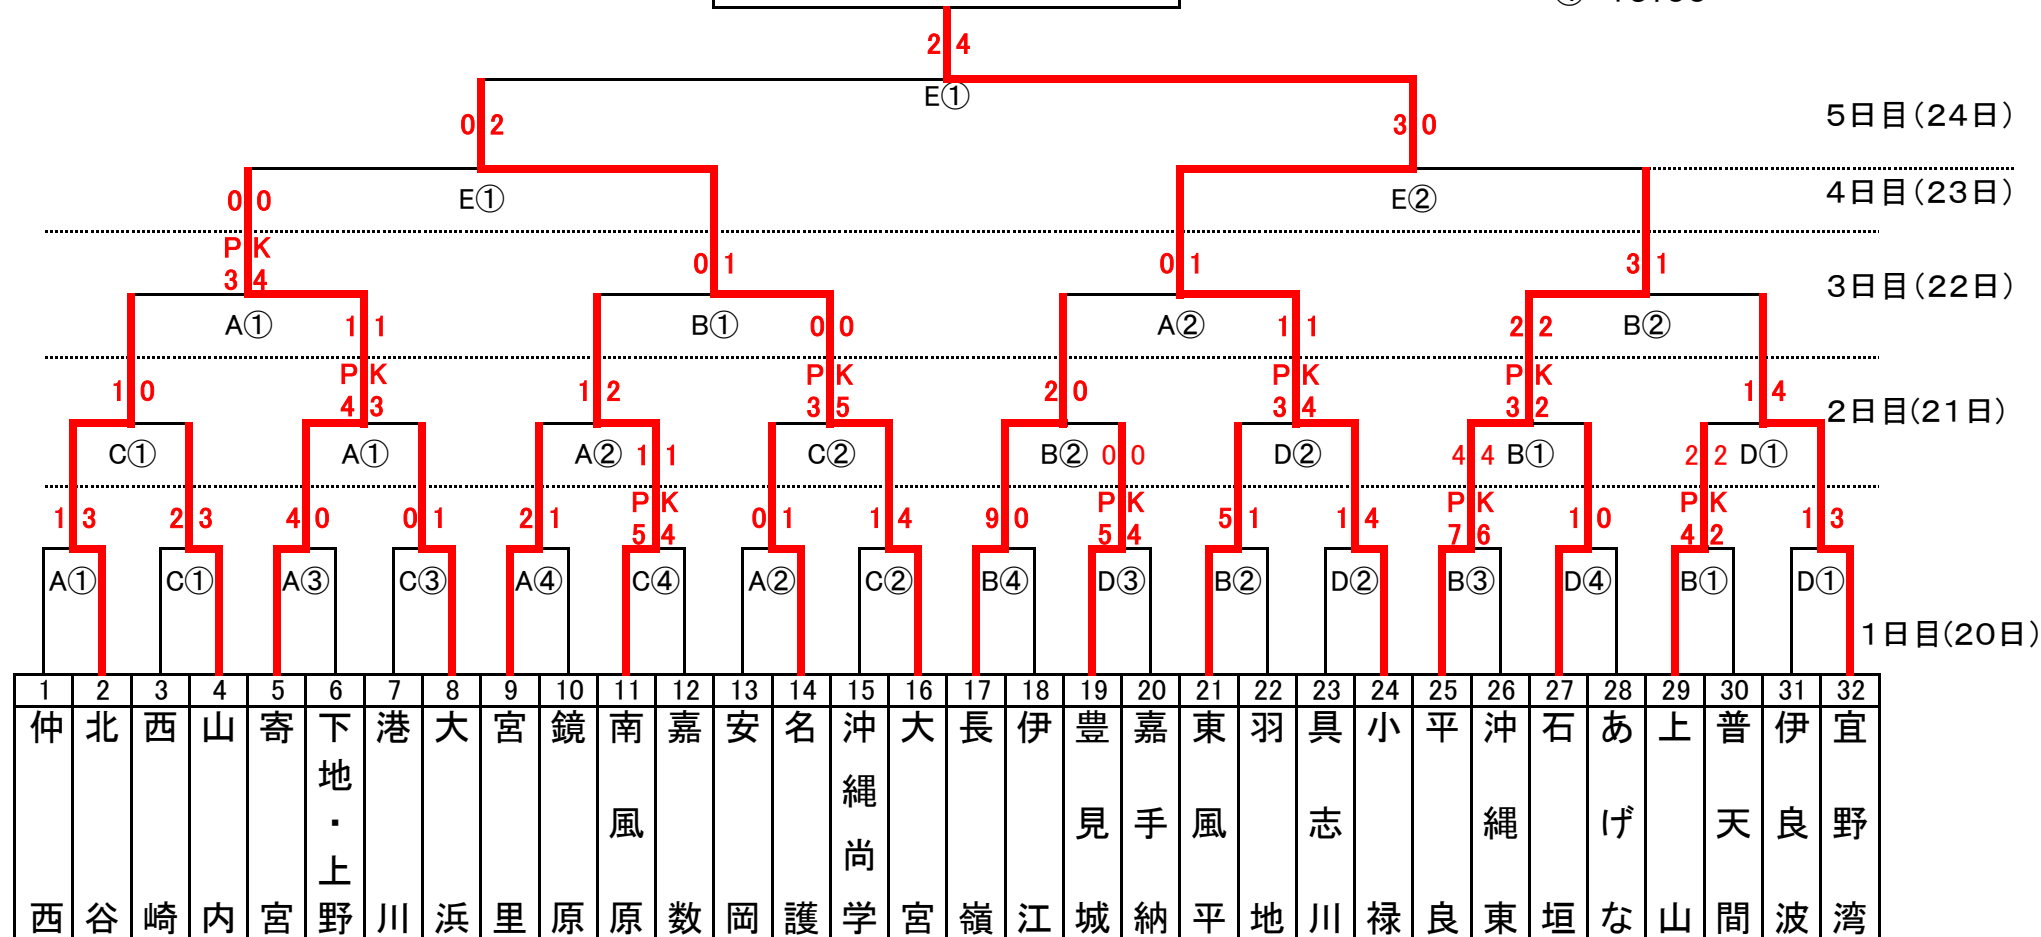 2 4
E①
5日目(24日)
0 2
3 0
4日目(23日)
0 0
E①
E②
PK
3 4
0 1
0 1
3 1
3日目(22日)
A①
1 1
B①
0 0
A②
1 1
2 2
B②
PK
PK
PK
PK
1 0
4 3
1 2
3 5
2 0
3 4
3 2
1 4
2日目(21日)
C①
A①
A②
1 1
C②
B②
0 0
D②
4 4
B①
2 2
D①
PK
PK
PK
PK
1 3
2 3
4 0
0 1
2 1
5 4
0 1
1 4
9 0
5 4
5 1
1 4
7 6
1 0
4 2
1 3
A①
C①
A③
C③
A④
C④
A②
C②
B④
D③
B②
D②
B③
D④
B①
D①
1日目(20日)
1 2 3 4 5 6 7 8 9 10 11 12 13 14 15 16 17 18 19 20 21 22 23 24 25 26 27 28 29 30 31 32
仲西
北谷
西崎
山内
寄宮
下地・上野
港川
大浜
宮里
鏡原
南風原
嘉数
安岡
名護
沖縄尚学
大宮
長嶺
伊江
豊見城
嘉手納
東風平
羽地
具志川
小禄
平良
沖縄東
石垣
あげな
上山
普天間
伊良波
宜野湾